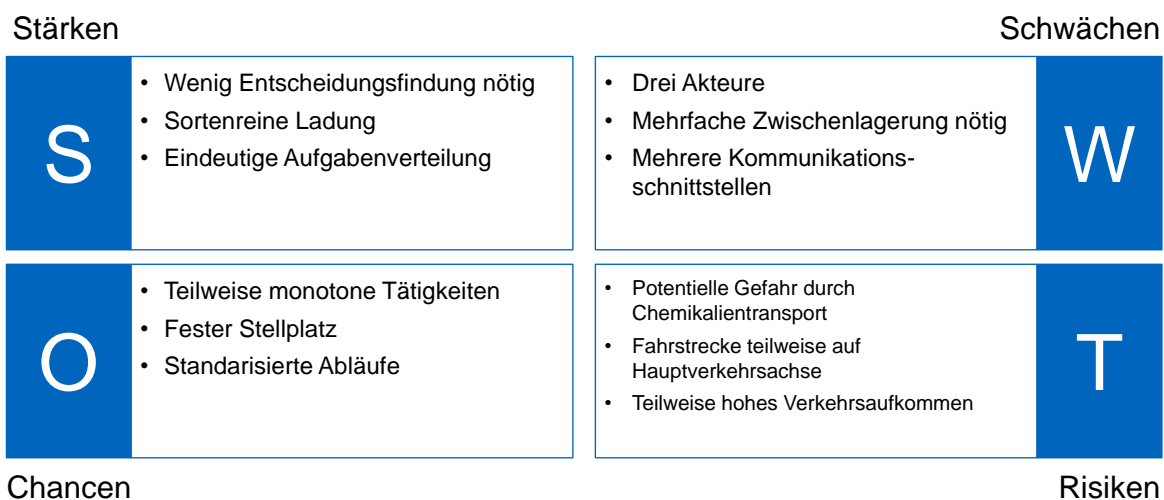 Stärken
Schwächen
S
• Wenig Entscheidungsfindung nötig
• Sortenreine Ladung
• Eindeutige Aufgabenverteilung
• Drei Akteure
• Mehrfache Zwischenlagerung nötig
• Mehrere Kommunikations-
schnittstellen
W
O
• Teilweise monotone Tätigkeiten
• Fester Stellplatz
• Standarisierte Abläufe
• Potentielle Gefahr durch
Chemikalientransport
• Fahrstrecke teilweise auf
Hauptverkehrsachse
• Teilweise hohes Verkehrsaufkommen
T
Chancen
Risiken